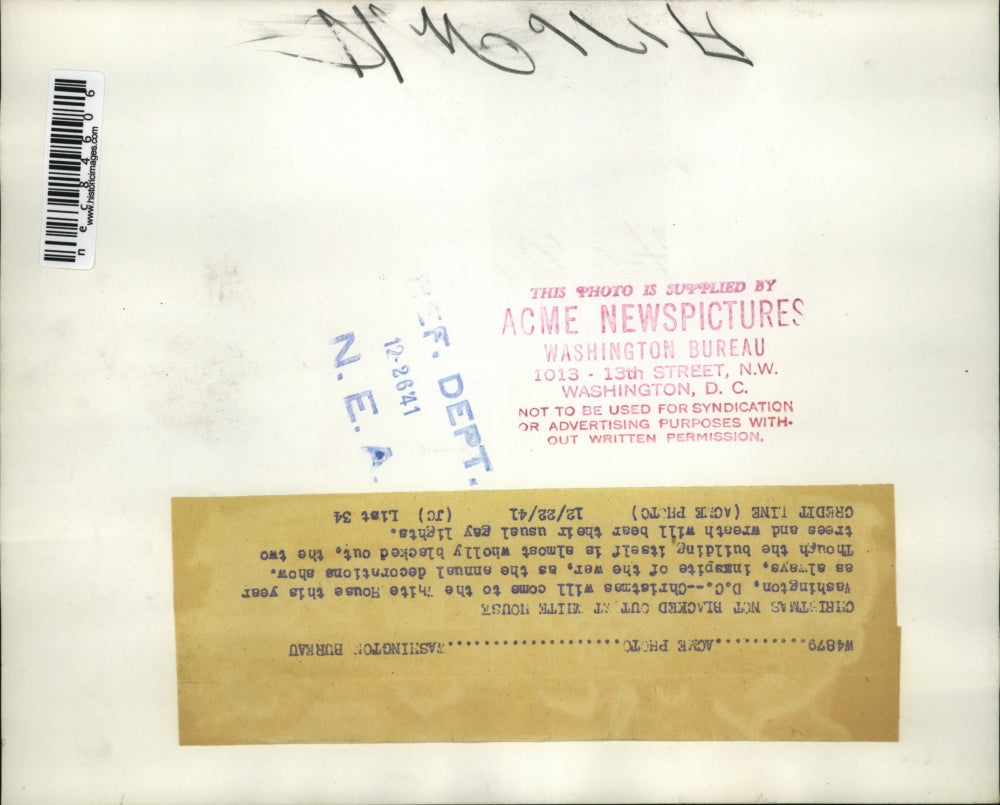 necc84606
www.historicimages.com
THIS PHOTO IS SUPPLIED BY
ACME NEWSPICTURES
WASHINGTON BUREAU
1013 - 13th STREET, N.W.
WASHINGTON, D. C.
NOT TO BE USED FOR SYNDICATION
OR ADVERTISING PURPOSES WITH-
OUT WRITTEN PERMISSION.
REF. DEPT.
12-26'41
N. E. A.
W4879...........ACME PHOTO.....................WASHINGTON BUREAU
CHRISTMAS NOT BLACKED OUT AT WHITE HOUSE
Washington, D.C.--Christmas will come to the White House this year
as always, inxspite of the war, as the annual decorations show.
Though the building itself is almost wholly blacked out, the two
trees and wreath will bear their usual gay lights.
CREDIT LINE (ACME PHOTO) 12/22/41 (JC) List 34